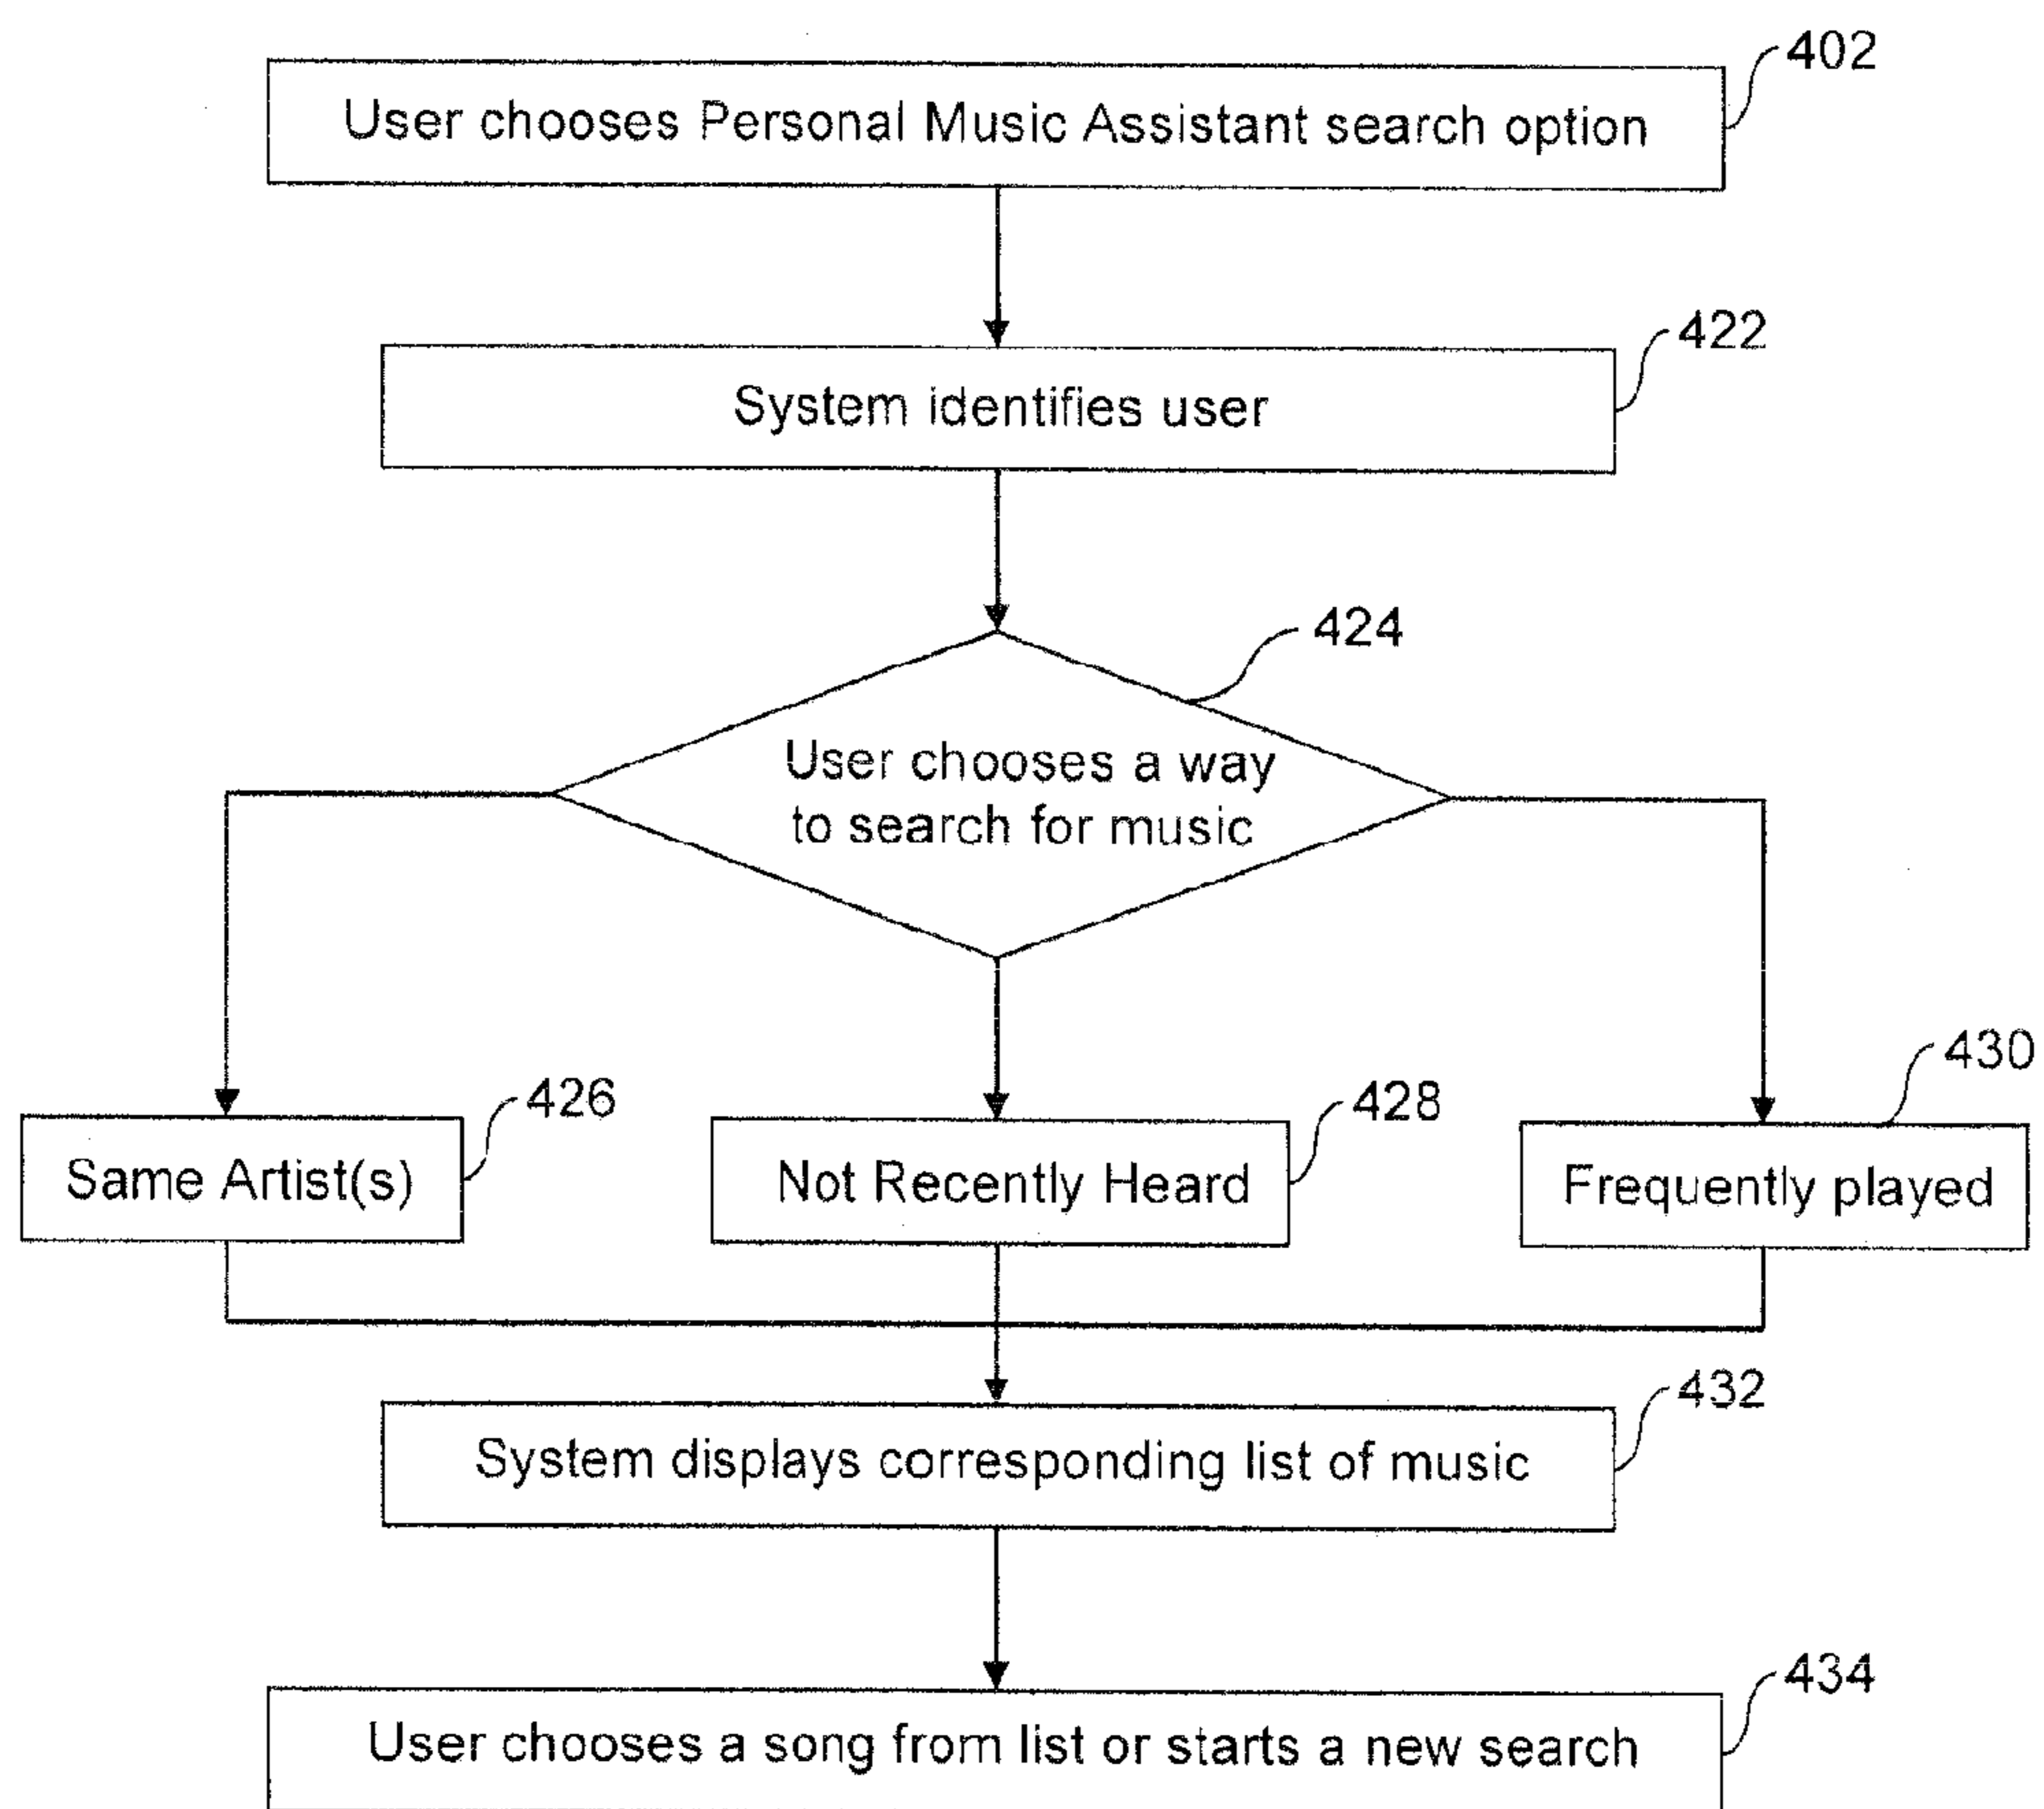 402
User chooses Personal Music Assistant search option
422
System identifies user
424
User chooses a way
to search for music
426
Same Artist(s)
428
Not Recently Heard
430
Frequently played
432
System displays corresponding list of music
434
User chooses a song from list or starts a new search